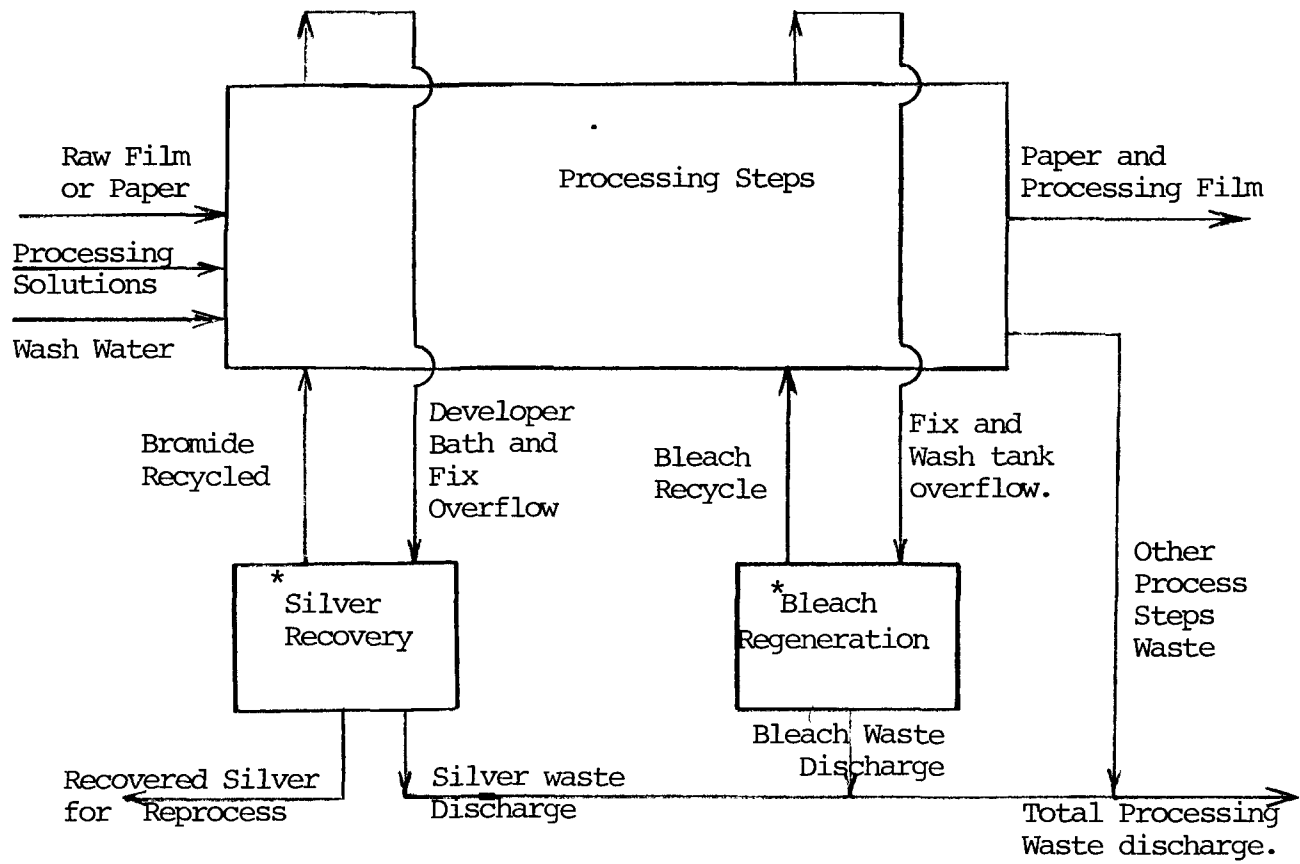 Raw Film
or Paper
Processing Steps
Paper and
Processing Film
Processing
Solutions
Wash Water
Bromide
Recycled
Developer
Bath and
Fix
Overflow
Bleach
Recycle
Fix and
Wash tank
overflow.
Other
Process
Steps
Waste
*
Silver
Recovery
*Bleach
Regeneration
Bleach Waste
Discharge
Recovered Silver
for Reprocess
Silver waste
Discharge
Total Processing
Waste discharge.